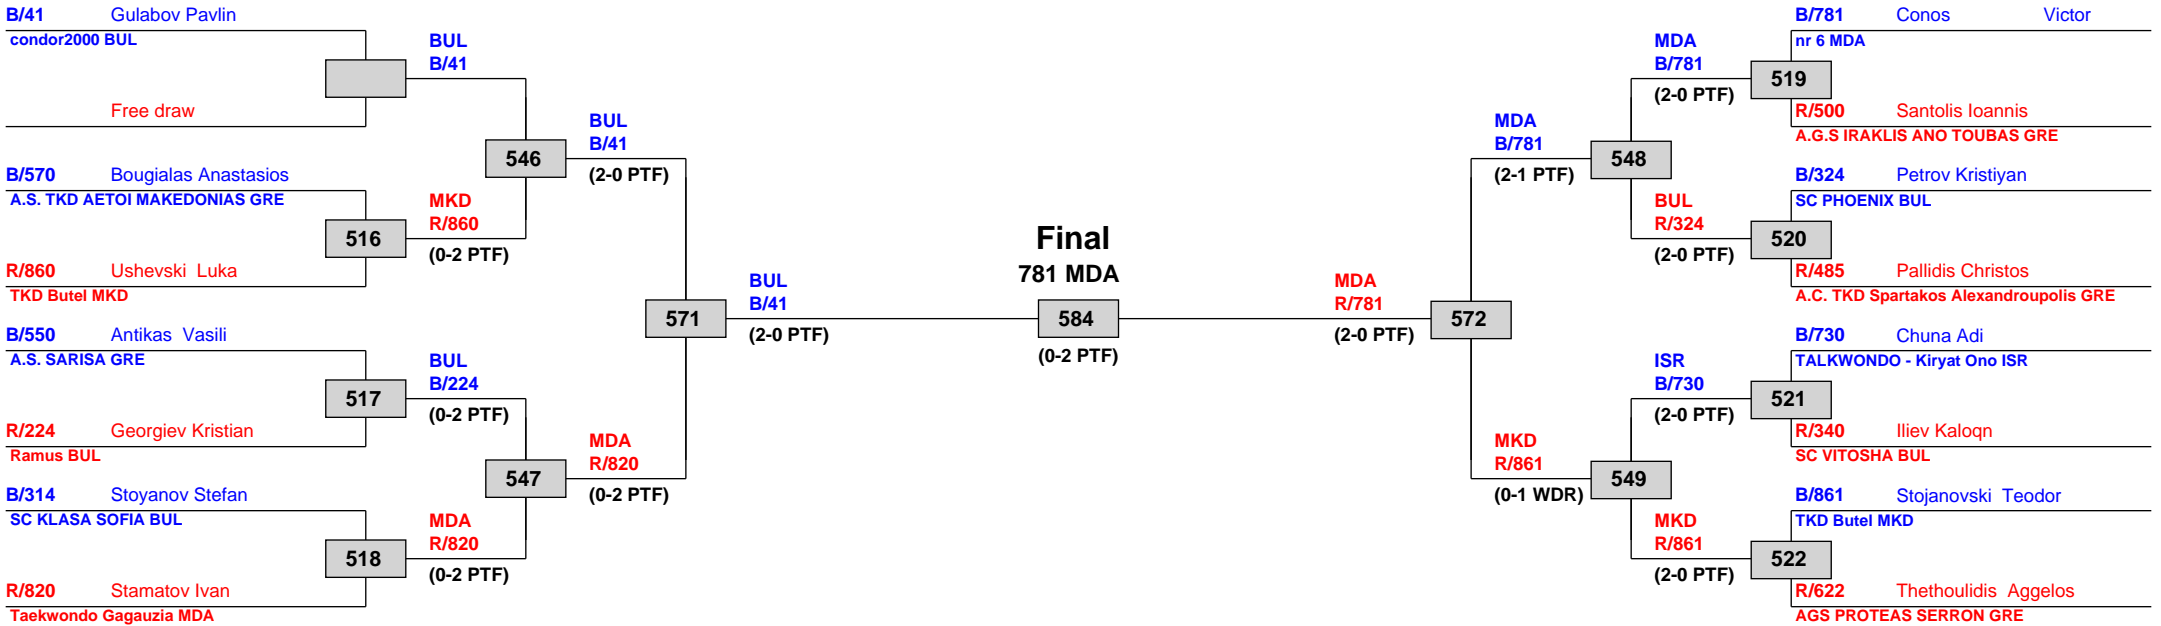 B/41 Gulabov Pavlin
condor2000 BUL
Free draw
B/570 Bougialas Anastasios
A.S. TKD AETOI MAKEDONIAS GRE
516
R/860 Ushevski Luka
TKD Butel MKD
B/550 Antikas Vasili
A.S. SARISA GRE
517
R/224 Georgiev Kristian
Ramus BUL
B/314 Stoyanov Stefan
SC KLASA SOFIA BUL
518
R/820 Stamatov Ivan
Taekwondo Gagauzia MDA
BUL
B/41
546
MKD
R/860
(0-2 PTF)
BUL
B/224
(0-2 PTF)
547
MDA
R/820
(0-2 PTF)
BUL
B/41
(2-0 PTF)
571
MDA
R/820
(0-2 PTF)
BUL
B/41
(2-0 PTF)
Final
781 MDA
584
(0-2 PTF)
MDA
R/781
(2-0 PTF)
572
MDA
B/781
(2-1 PTF)
548
MKD
R/861
(0-1 WDR)
549
MDA
B/781
(2-0 PTF)
BUL
R/324
(2-0 PTF)
ISR
B/730
(2-0 PTF)
MKD
R/861
(2-0 PTF)
B/781 Conos Victor
nr 6 MDA
519
R/500 Santolis Ioannis
A.G.S IRAKLIS ANO TOUBAS GRE
B/324 Petrov Kristiyan
SC PHOENIX BUL
520
R/485 Pallidis Christos
A.C. TKD Spartakos Alexandroupolis GRE
B/730 Chuna Adi
TALKWONDO - Kiryat Ono ISR
521
R/340 Iliev Kaloqn
SC VITOSHA BUL
B/861 Stojanovski Teodor
TKD Butel MKD
522
R/622 Thethoulidis Aggelos
AGS PROTEAS SERRON GRE